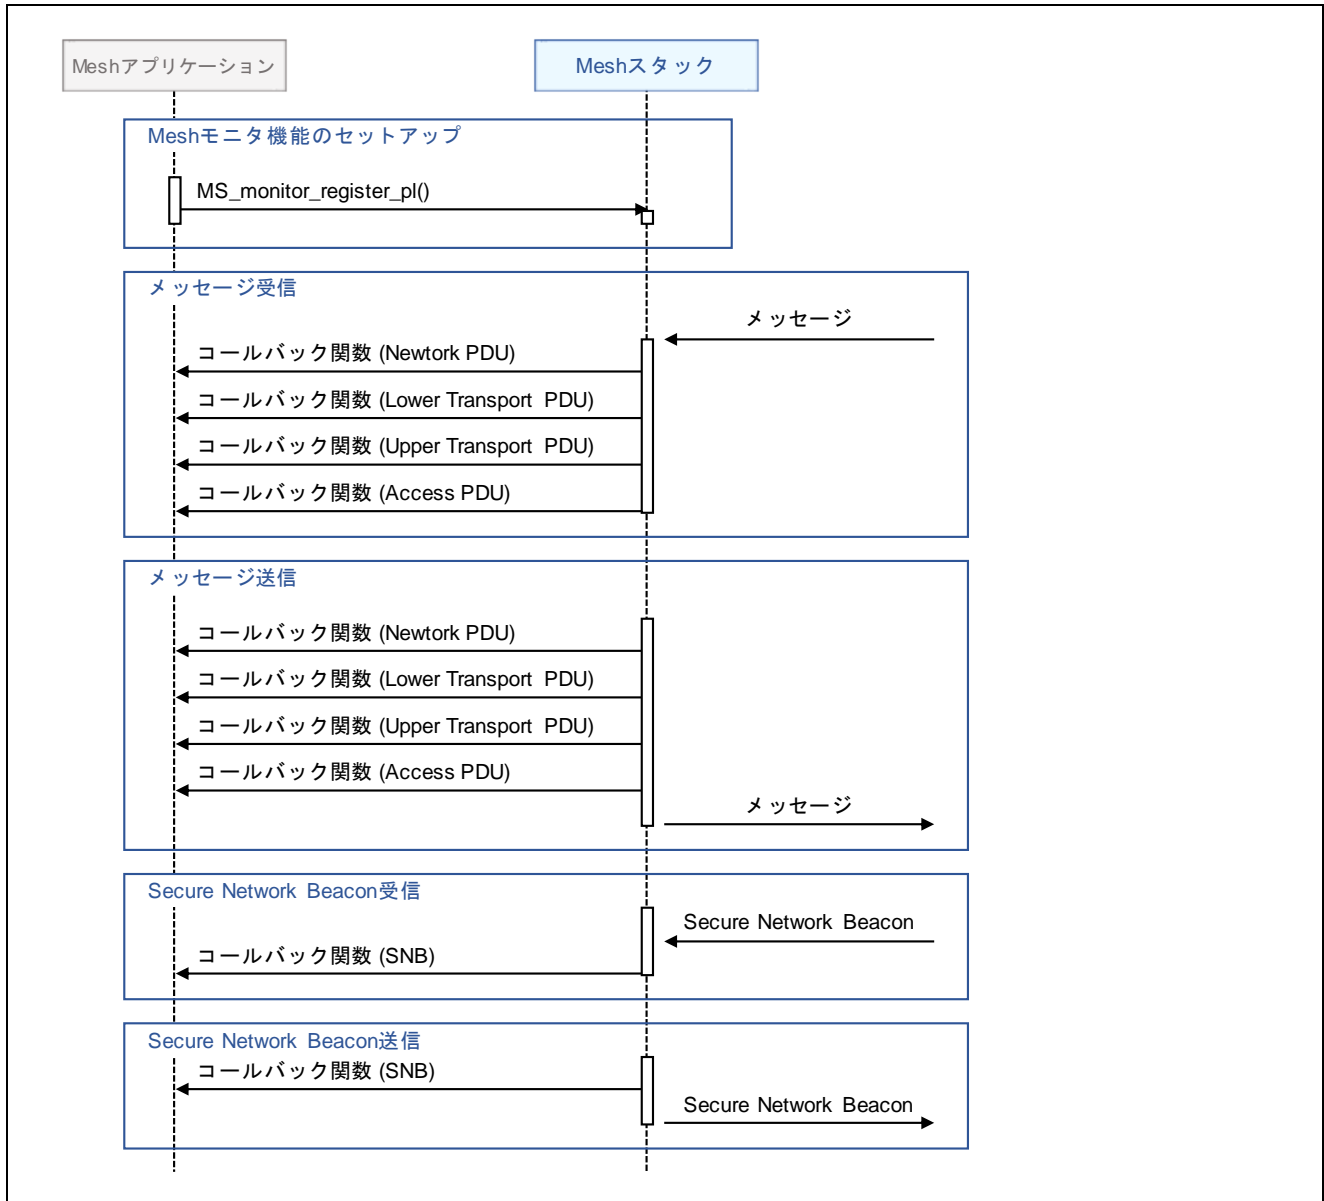 Meshアプリケーション
Meshスタック
Meshモニタ機能のセットアップ
MS_monitor_register_pl()
メッセージ受信
メッセージ
コールバック関数 (Newtork PDU)
コールバック関数 (Lower Transport PDU)
コールバック関数 (Upper Transport PDU)
コールバック関数 (Access PDU)
メッセージ送信
コールバック関数 (Newtork PDU)
コールバック関数 (Lower Transport PDU)
コールバック関数 (Upper Transport PDU)
コールバック関数 (Access PDU)
メッセージ
Secure Network Beacon受信
Secure Network Beacon
コールバック関数 (SNB)
Secure Network Beacon送信
コールバック関数 (SNB)
Secure Network Beacon